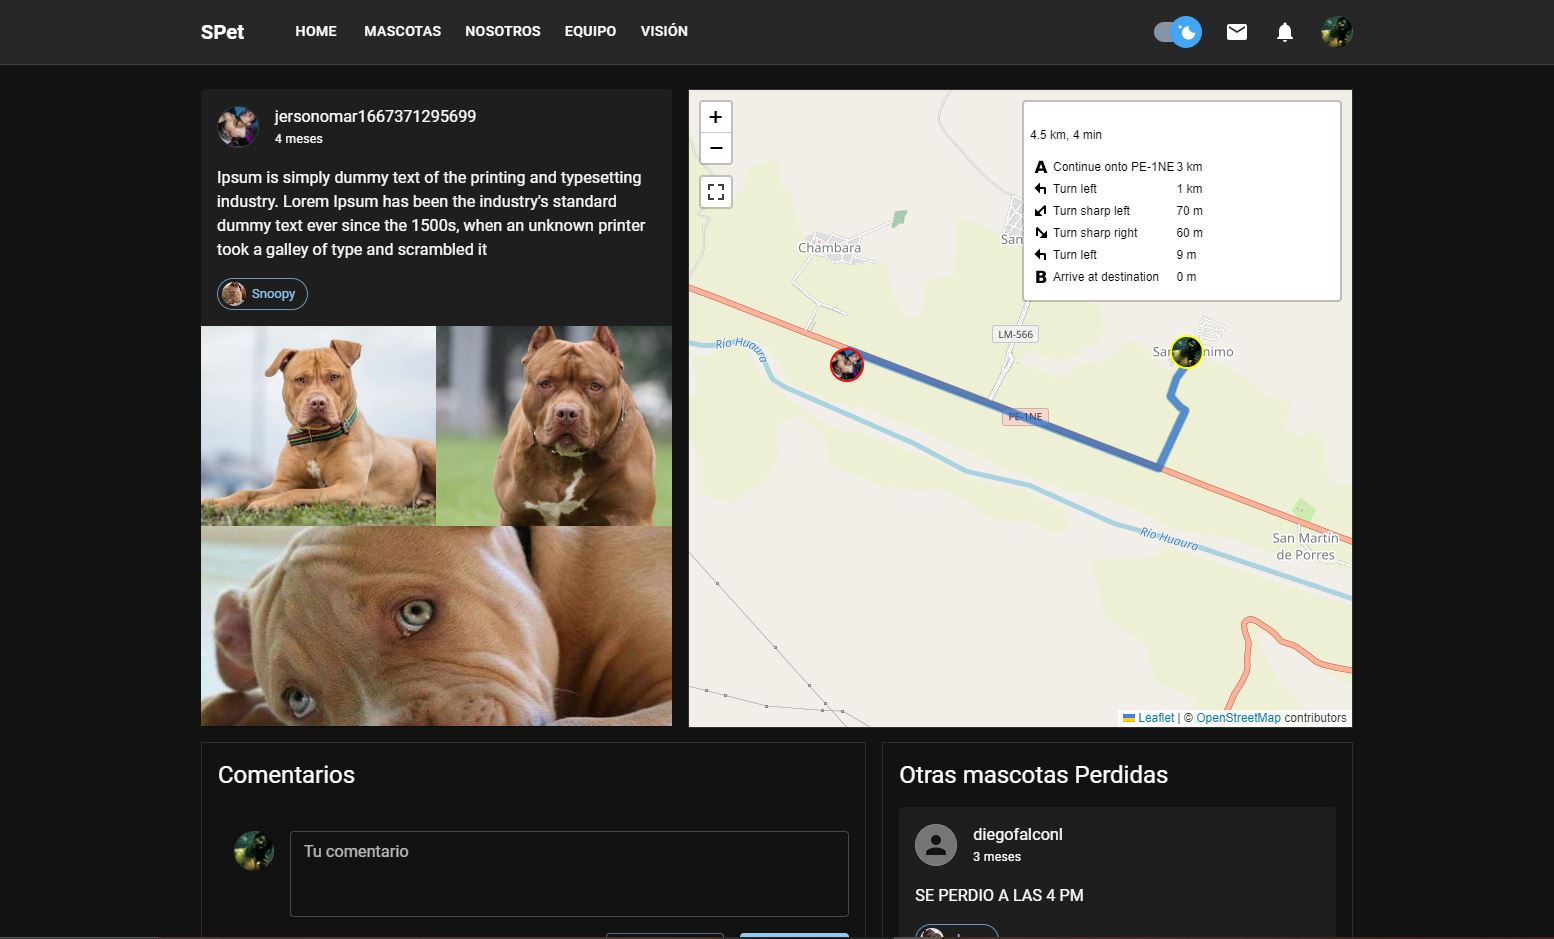 SPet
HOME
MASCOTAS
NOSOTROS
EQUIPO
VISIÓN
jersonomar1667371295699
4 meses
Ipsum is simply dummy text of the printing and typesetting
industry. Lorem Ipsum has been the industry's standard
dummy text ever since the 1500s, when an unknown printer
took a galley of type and scrambled it
Snoopy
+
−
4.5 km, 4 min
A Continue onto PE-1NE 3 km
Turn left 1 km
Turn sharp left 70 m
Turn sharp right 60 m
Turn left 9 m
B Arrive at destination 0 m
Chambara
San
LM-566
Río Huaura
PE-1NE
Río Huaura
San Martín
de Porres
Leaflet | © OpenStreetMap contributors
Comentarios
Tu comentario
Otras mascotas Perdidas
diegofalconl
3 meses
SE PERDIO A LAS 4 PM